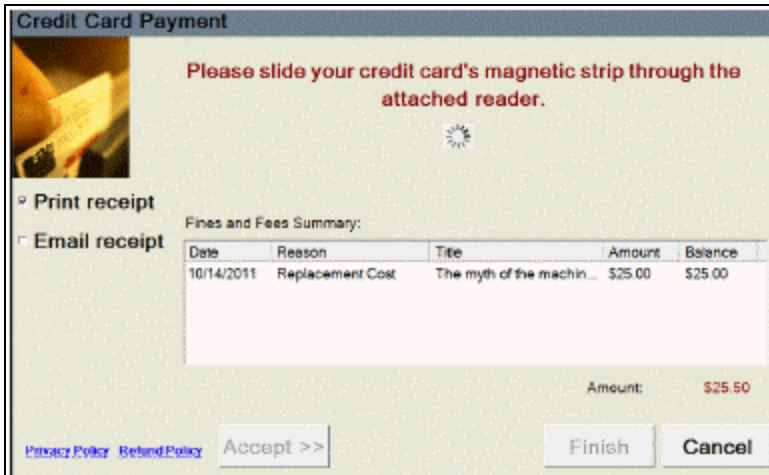 Credit Card Payment
Please slide your credit card's magnetic strip through the
attached reader.
Print receipt
Email receipt
Fines and Fees Summary:
Date Reason Title Amount Balance
10/14/2011 Replacement Cost The myth of the machin... $25.00 $25.00
Amount: $25.50
Privacy Policy Refund Policy Accept >> Finish Cancel